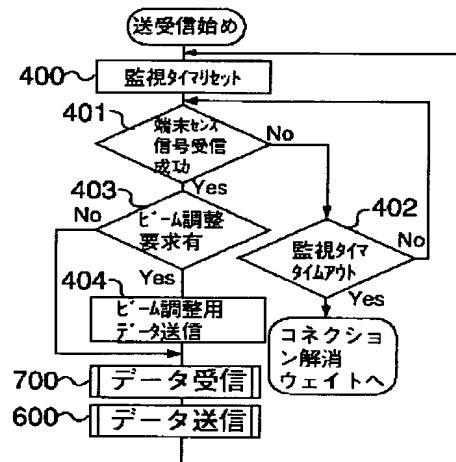 送受信始め
400
監視タイマリセット
401
端末センス
信号受信
成功
No
Yes
403
No
ビーム調整
要求有
Yes
402
監視タイマ
タイムアウト
No
Yes
404
ビーム調整用
データ送信
コネクショ
ン解消
ウェイトへ
700
データ受信
600
データ送信